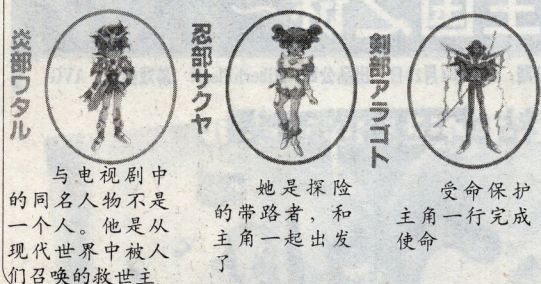 炎部ワタル
与电视剧中
的同名人物不是
一个人。他是从
现代世界中被人
们召唤的救世主
忍部サクヤ
她是探险
的带路者，和
主角一起出发
了
剣部アラゴト
受命保护
主角一行完成
使命